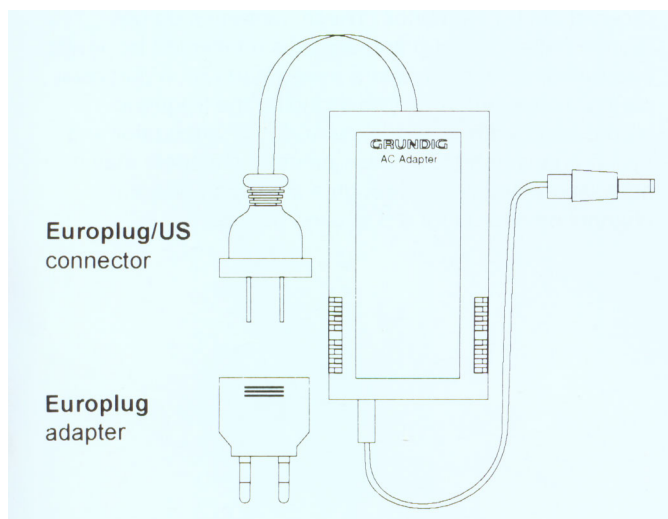 GRUNDIG
AC Adapter
Europlug/US
connector
Europlug
adapter